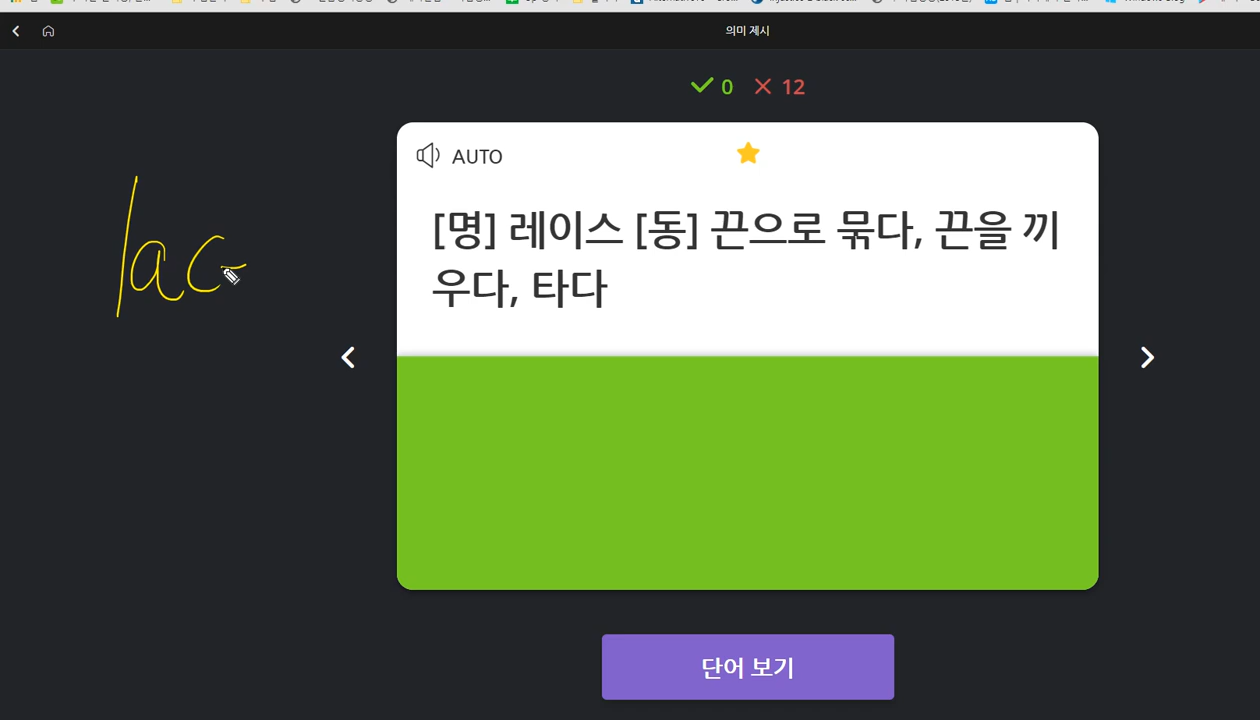 의미 제시
0 12
AUTO
[명] 레이스 [동] 끈으로 묶다, 끈을 끼
우다, 타다
lac
단어 보기